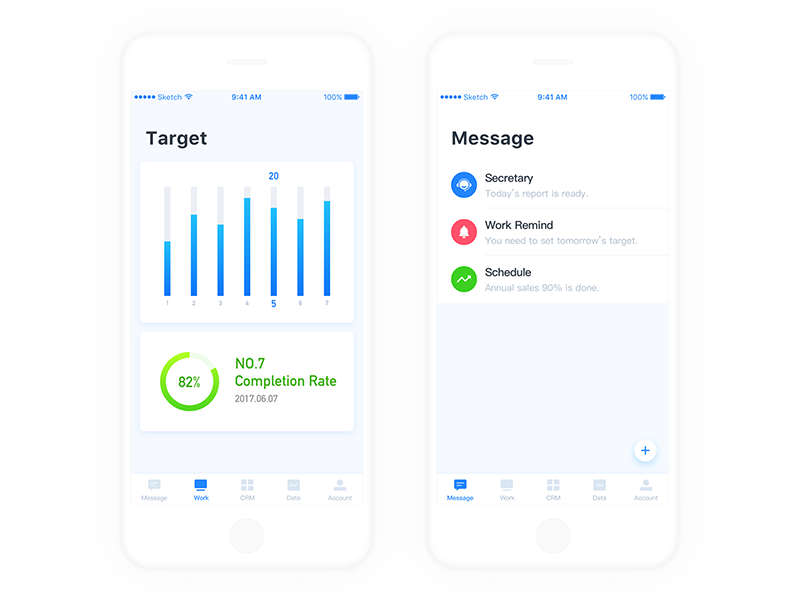 Sketch 9:41 AM 100%
Target
20
1 2 3 4 5 6 7
82%
NO.7
Completion Rate
2017.06.07
Message Work CRM Data Account
Sketch 9:41 AM 100%
Message
Secretary
Today's report is ready.
Work Remind
You need to set tomorrow's target.
Schedule
Annual sales 90% is done.
Message Work CRM Data Account